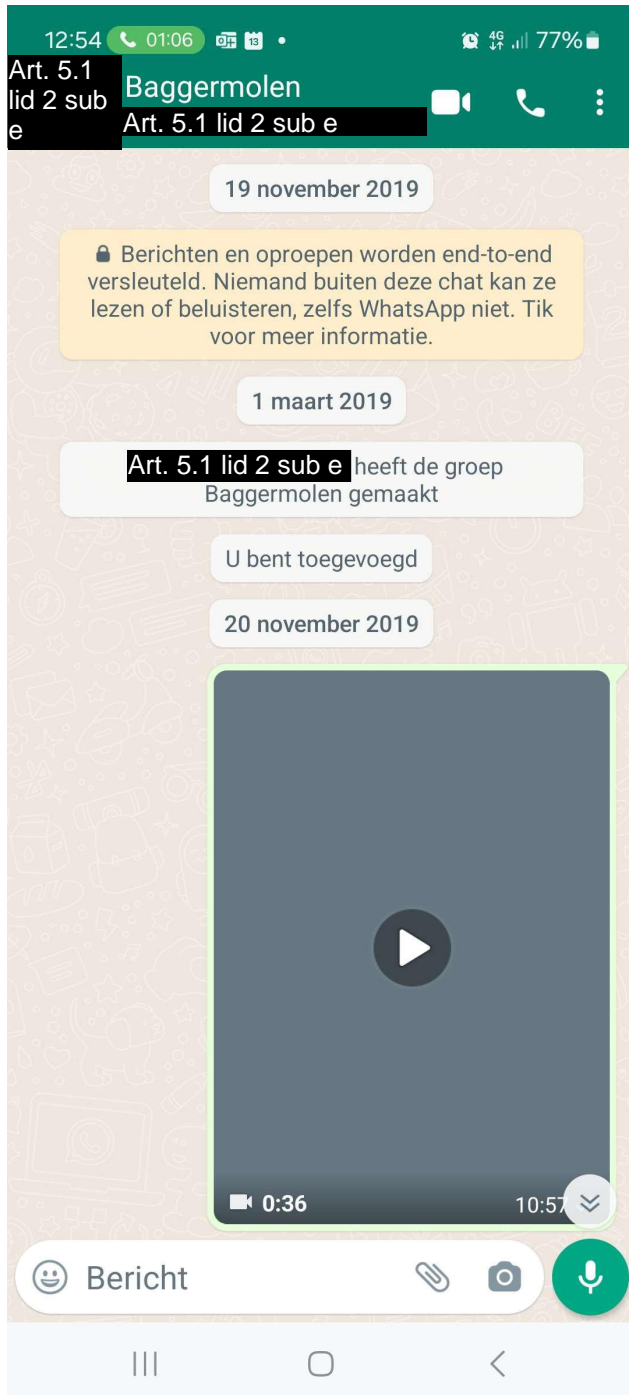 12:54 01:06 13 4G 77%
Art. 5.1
lid 2 sub
e
Baggermolen
Art. 5.1 lid 2 sub e
19 november 2019
Berichten en oproepen worden end-to-end
versleuteld. Niemand buiten deze chat kan ze
lezen of beluisteren, zelfs WhatsApp niet. Tik
voor meer informatie.
1 maart 2019
Art. 5.1 lid 2 sub e heeft de groep
Baggermolen gemaakt
U bent toegevoegd
20 november 2019
0:36 10:57
Bericht